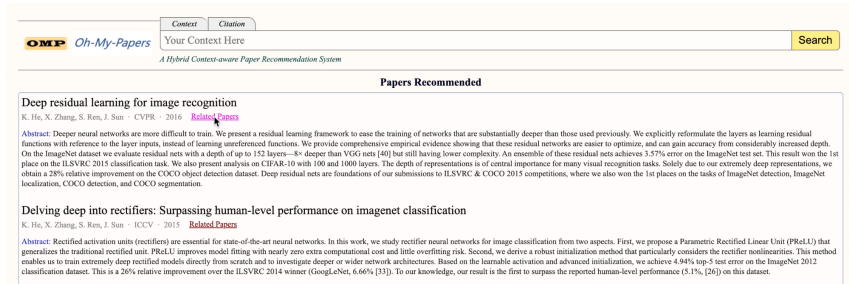 Context Citation
OMP Oh-My-Papers Your Context Here Search
A Hybrid Context-aware Paper Recommendation System
Papers Recommended
Deep residual learning for image recognition
K. He, X. Zhang, S. Ren, J. Sun · CVPR · 2016 Related Papers
Abstract: Deeper neural networks are more difficult to train. We present a residual learning framework to ease the training of networks that are substantially deeper than those used previously. We explicitly reformulate the layers as learning residual
functions with reference to the layer inputs, instead of learning unreferenced functions. We provide comprehensive empirical evidence showing that these residual networks are easier to optimize, and can gain accuracy from considerably increased depth.
On the ImageNet dataset we evaluate residual nets with a depth of up to 152 layers—8× deeper than VGG nets [40] but still having lower complexity. An ensemble of these residual nets achieves 3.57% error on the ImageNet test set. This result won the 1st
place on the ILSVRC 2015 classification task. We also present analysis on CIFAR-10 with 100 and 1000 layers. The depth of representations is of central importance for many visual recognition tasks. Solely due to our extremely deep representations, we
obtain a 28% relative improvement on the COCO object detection dataset. Deep residual nets are foundations of our submissions to ILSVRC & COCO 2015 competitions, where we also won the 1st places on the tasks of ImageNet detection, ImageNet
localization, COCO detection, and COCO segmentation.
Delving deep into rectifiers: Surpassing human-level performance on imagenet classification
K. He, X. Zhang, S. Ren, J. Sun · ICCV · 2015 Related Papers
Abstract: Rectified activation units (rectifiers) are essential for state-of-the-art neural networks. In this work, we study rectifier neural networks for image classification from two aspects. First, we propose a Parametric Rectified Linear Unit (PReLU) that
generalizes the traditional rectified unit. PReLU improves model fitting with nearly zero extra computational cost and little overfitting risk. Second, we derive a robust initialization method that particularly considers the rectifier nonlinearities. This method
enables us to train extremely deep rectified models directly from scratch and to investigate deeper or wider network architectures. Based on the learnable activation and advanced initialization, we achieve 4.94% top-5 test error on the ImageNet 2012
classification dataset. This is a 26% relative improvement over the ILSVRC 2014 winner (GoogLeNet, 6.66% [33]). To our knowledge, our result is the first to surpass the reported human-level performance (5.1%, [26]) on this dataset.